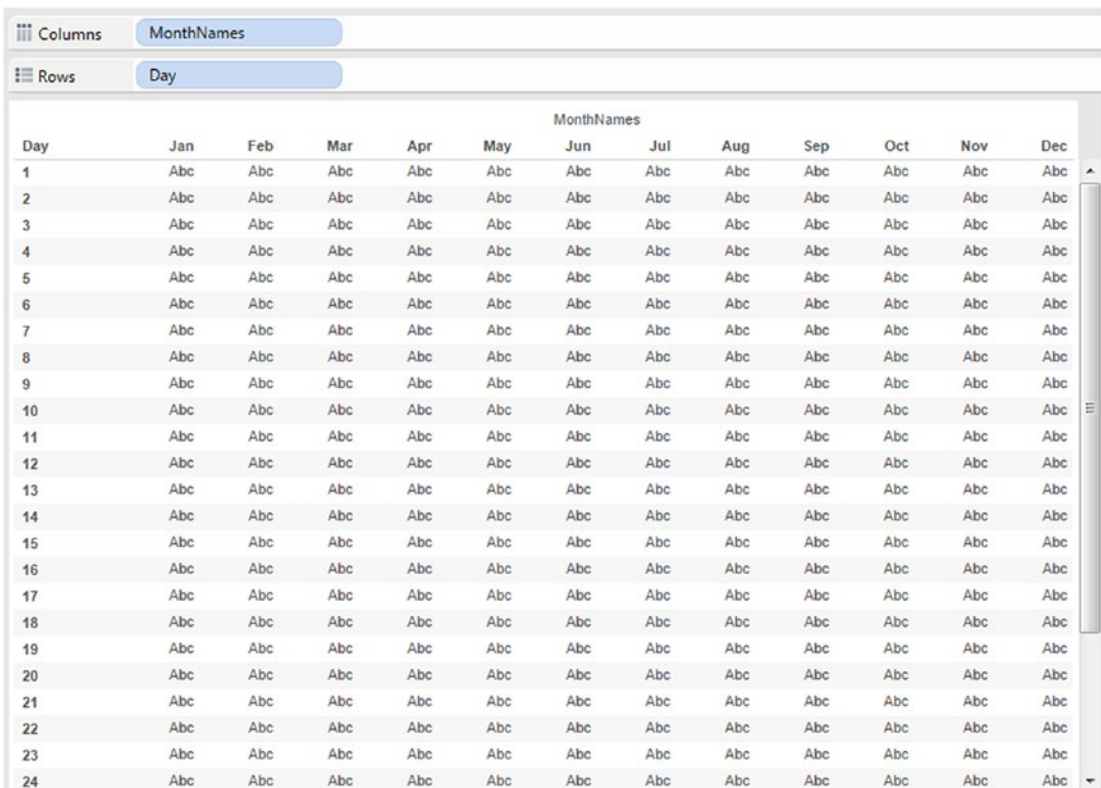 Columns MonthNames
Rows Day
MonthNames
Day Jan Feb Mar Apr May Jun Jul Aug Sep Oct Nov Dec
1 Abc Abc Abc Abc Abc Abc Abc Abc Abc Abc Abc Abc
2 Abc Abc Abc Abc Abc Abc Abc Abc Abc Abc Abc Abc
3 Abc Abc Abc Abc Abc Abc Abc Abc Abc Abc Abc Abc
4 Abc Abc Abc Abc Abc Abc Abc Abc Abc Abc Abc Abc
5 Abc Abc Abc Abc Abc Abc Abc Abc Abc Abc Abc Abc
6 Abc Abc Abc Abc Abc Abc Abc Abc Abc Abc Abc Abc
7 Abc Abc Abc Abc Abc Abc Abc Abc Abc Abc Abc Abc
8 Abc Abc Abc Abc Abc Abc Abc Abc Abc Abc Abc Abc
9 Abc Abc Abc Abc Abc Abc Abc Abc Abc Abc Abc Abc
10 Abc Abc Abc Abc Abc Abc Abc Abc Abc Abc Abc Abc
11 Abc Abc Abc Abc Abc Abc Abc Abc Abc Abc Abc Abc
12 Abc Abc Abc Abc Abc Abc Abc Abc Abc Abc Abc Abc
13 Abc Abc Abc Abc Abc Abc Abc Abc Abc Abc Abc Abc
14 Abc Abc Abc Abc Abc Abc Abc Abc Abc Abc Abc Abc
15 Abc Abc Abc Abc Abc Abc Abc Abc Abc Abc Abc Abc
16 Abc Abc Abc Abc Abc Abc Abc Abc Abc Abc Abc Abc
17 Abc Abc Abc Abc Abc Abc Abc Abc Abc Abc Abc Abc
18 Abc Abc Abc Abc Abc Abc Abc Abc Abc Abc Abc Abc
19 Abc Abc Abc Abc Abc Abc Abc Abc Abc Abc Abc Abc
20 Abc Abc Abc Abc Abc Abc Abc Abc Abc Abc Abc Abc
21 Abc Abc Abc Abc Abc Abc Abc Abc Abc Abc Abc Abc
22 Abc Abc Abc Abc Abc Abc Abc Abc Abc Abc Abc Abc
23 Abc Abc Abc Abc Abc Abc Abc Abc Abc Abc Abc Abc
24 Abc Abc Abc Abc Abc Abc Abc Abc Abc Abc Abc Abc